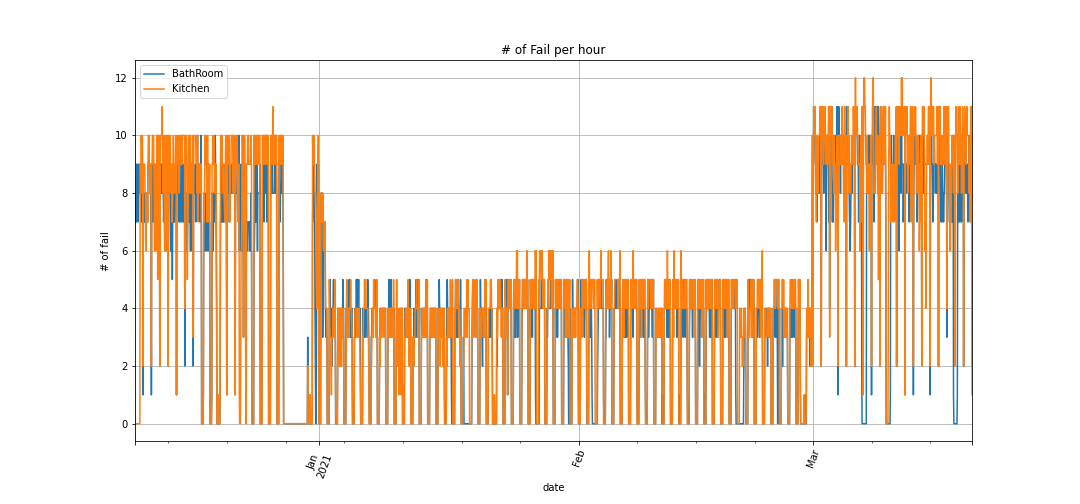 # of Fail per hour
BathRoom
Kitchen
12
10
8
6
4
2
0
# of fail
Jan
2021
Feb
Mar
date